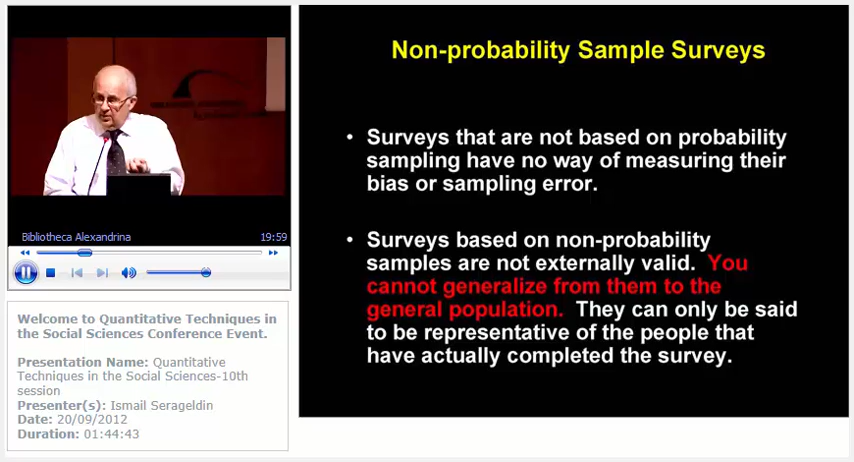 Non-probability Sample Surveys
• Surveys that are not based on probability
sampling have no way of measuring their
bias or sampling error.
• Surveys based on non-probability
samples are not externally valid. You
cannot generalize from them to the
general population. They can only be said
to be representative of the people that
have actually completed the survey.
Bibliotheca Alexandrina 19:59
Welcome to Quantitative Techniques in
the Social Sciences Conference Event.
Presentation Name: Quantitative
Techniques in the Social Sciences-10th
session
Presenter(s): Ismail Serageldin
Date: 20/09/2012
Duration: 01:44:43